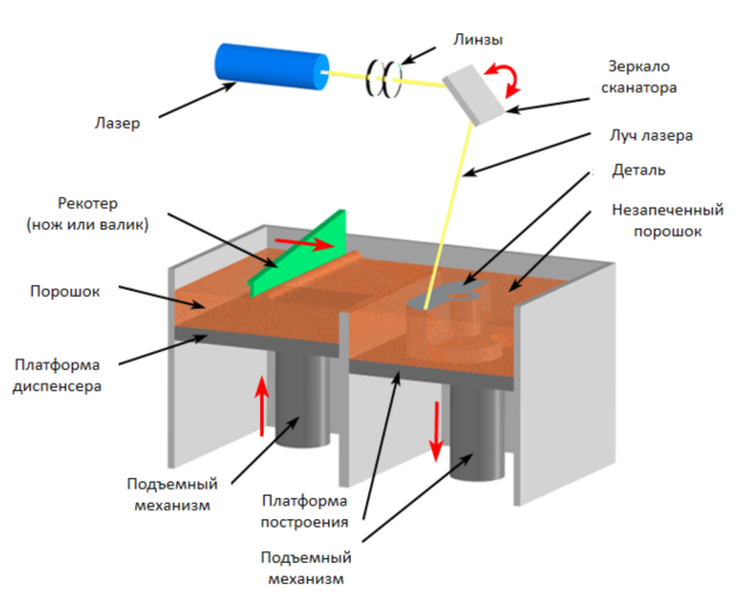 Линзы
Зеркало
сканатора
Лазер
Луч лазера
Деталь
Рекотер
(нож или валик)
Незапеченный
порошок
Порошок
Платформа
диспенсера
Подъемный
механизм
Платформа
построения
Подъемный
механизм